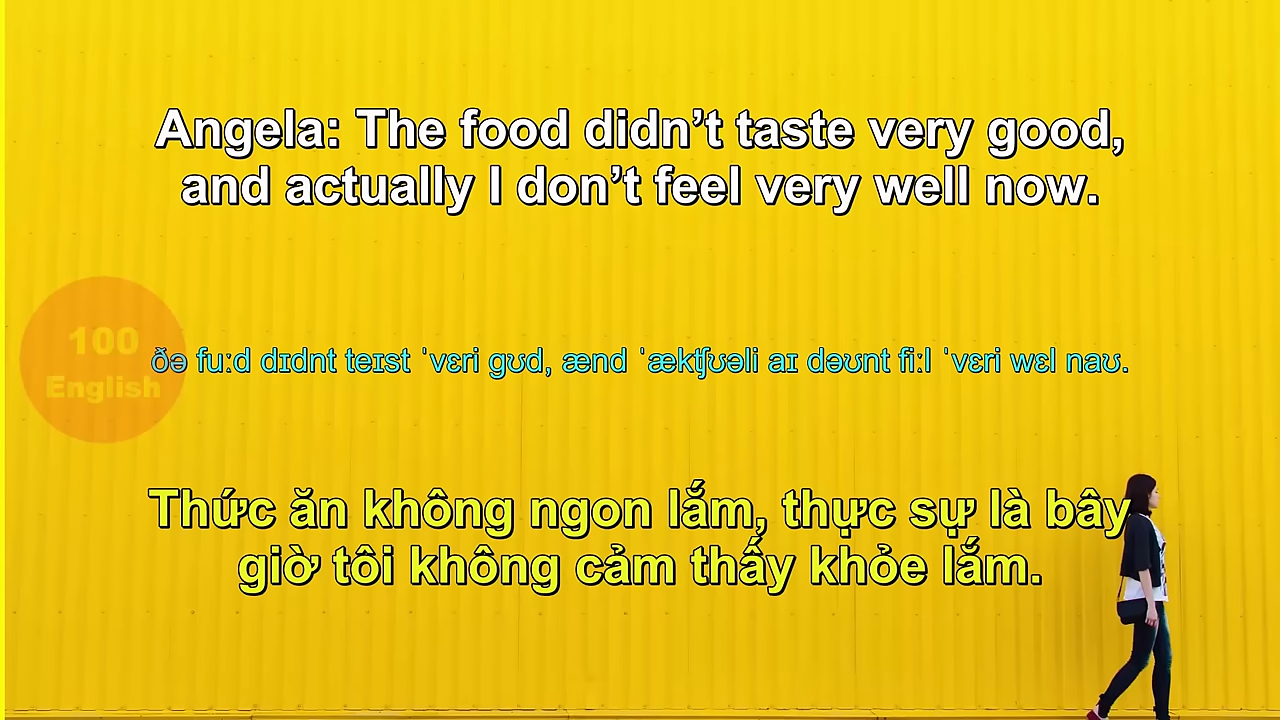 Angela: The food didn’t taste very good,
and actually I don’t feel very well now.
100
English
ðə fuːd dɪdnt teɪst ˈvɛri gʊd, ænd ˈækʧʊəli aɪ dəʊnt fiːl ˈvɛri wɛl naʊ.
Thức ăn không ngon lắm, thực sự là bây
giờ tôi không cảm thấy khỏe lắm.